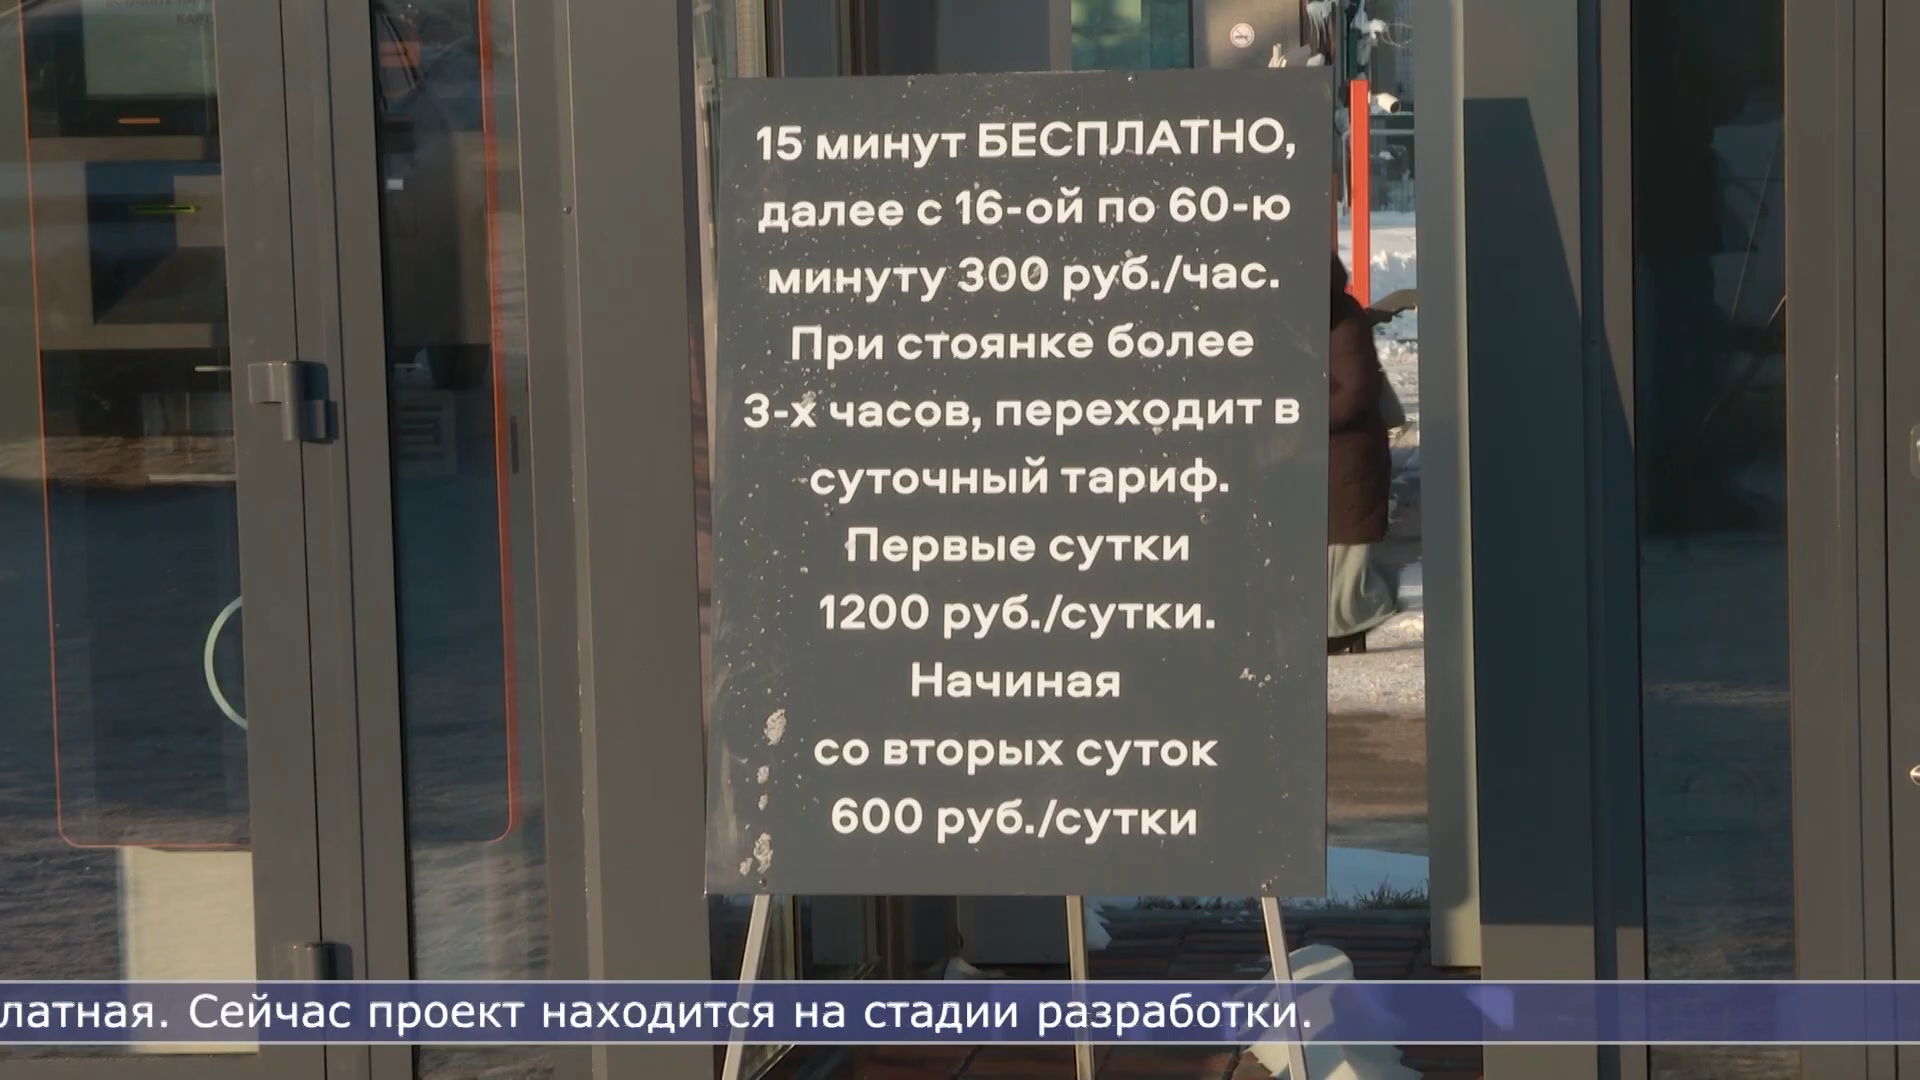 15 минут БЕСПЛАТНО,
далее с 16-ой по 60-ю
минуту 300 руб./час.
При стоянке более
3-х часов, переходит в
суточный тариф.
Первые сутки
1200 руб./сутки.
Начиная
со вторых суток
600 руб./сутки
латная. Сейчас проект находится на стадии разработки.